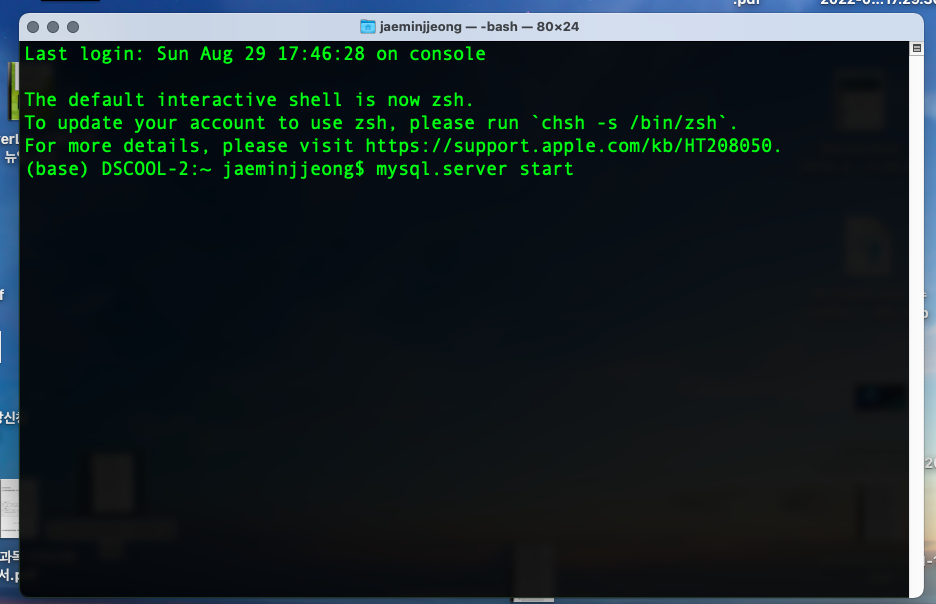 .pdf
jaeminjjeong — -bash — 80×24
Last login: Sun Aug 29 17:46:28 on console
The default interactive shell is now zsh.
To update your account to use zsh, please run `chsh -s /bin/zsh`.
For more details, please visit https://support.apple.com/kb/HT208050.
(base) DSCOOL-2:~ jaeminjjeong$ mysql.server start